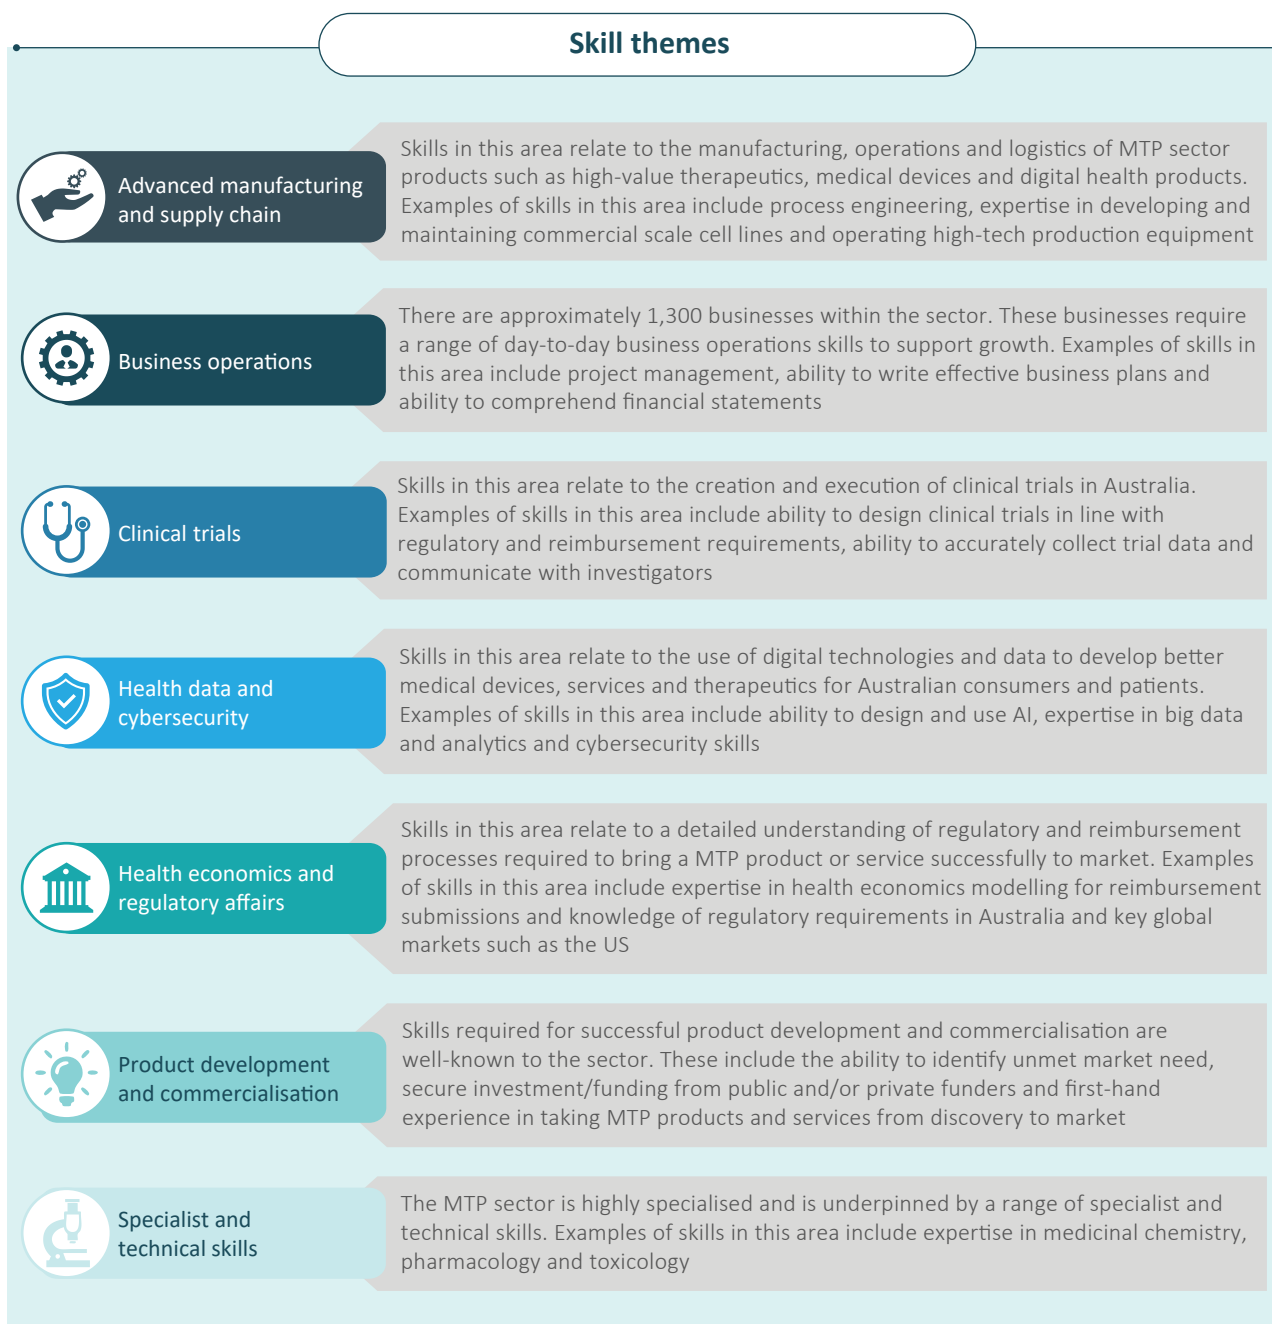 Skill themes
Advanced manufacturing
and supply chain
Skills in this area relate to the manufacturing, operations and logistics of MTP sector
products such as high-value therapeutics, medical devices and digital health products.
Examples of skills in this area include process engineering, expertise in developing and
maintaining commercial scale cell lines and operating high-tech production equipment
Business operations
There are approximately 1,300 businesses within the sector. These businesses require
a range of day-to-day business operations skills to support growth. Examples of skills in
this area include project management, ability to write effective business plans and
ability to comprehend financial statements
Clinical trials
Skills in this area relate to the creation and execution of clinical trials in Australia.
Examples of skills in this area include ability to design clinical trials in line with
regulatory and reimbursement requirements, ability to accurately collect trial data and
communicate with investigators
Health data and
cybersecurity
Skills in this area relate to the use of digital technologies and data to develop better
medical devices, services and therapeutics for Australian consumers and patients.
Examples of skills in this area include ability to design and use AI, expertise in big data
and analytics and cybersecurity skills
Health economics and
regulatory affairs
Skills in this area relate to a detailed understanding of regulatory and reimbursement
processes required to bring a MTP product or service successfully to market. Examples
of skills in this area include expertise in health economics modelling for reimbursement
submissions and knowledge of regulatory requirements in Australia and key global
markets such as the US
Product development
and commercialisation
Skills required for successful product development and commercialisation are
well-known to the sector. These include the ability to identify unmet market need,
secure investment/funding from public and/or private funders and first-hand
experience in taking MTP products and services from discovery to market
Specialist and
technical skills
The MTP sector is highly specialised and is underpinned by a range of specialist and
technical skills. Examples of skills in this area include expertise in medicinal chemistry,
pharmacology and toxicology